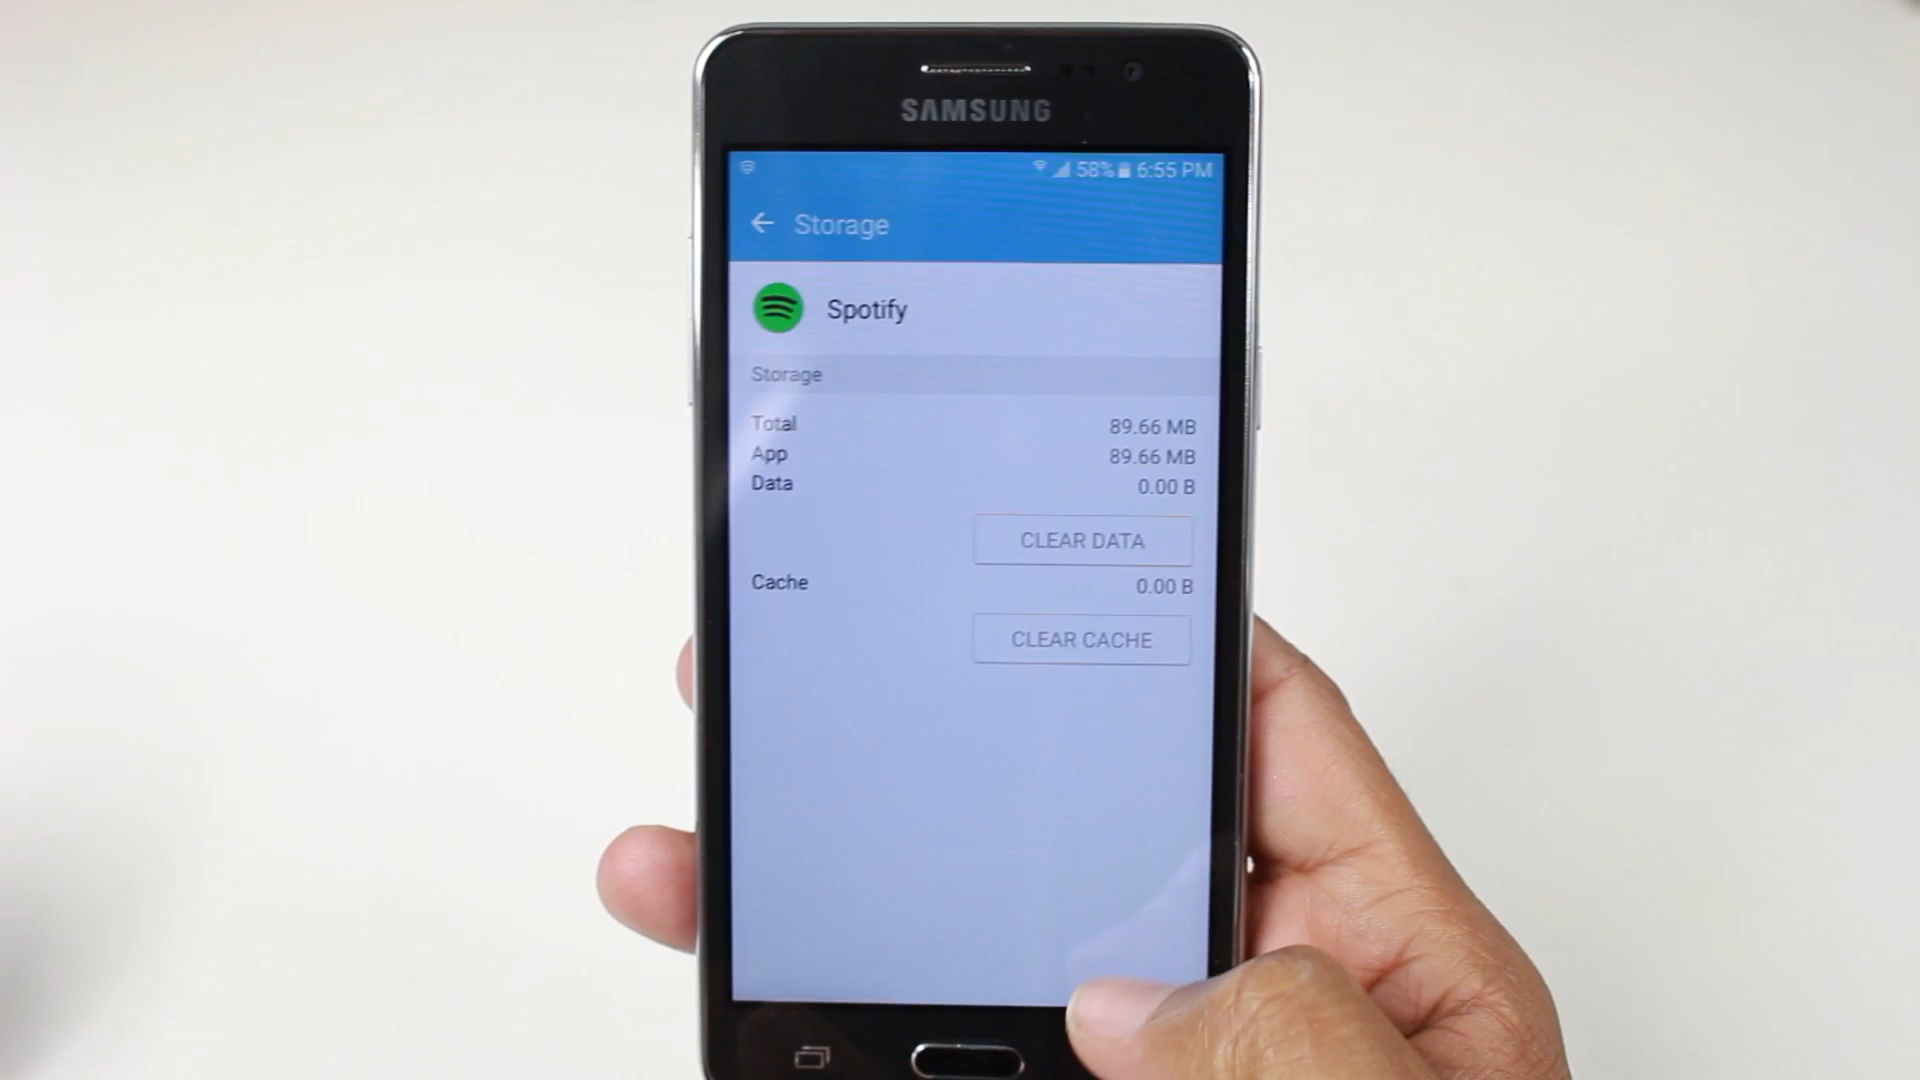 SAMSUNG
58% 6:55 PM
Storage
Spotify
Storage
Total 89.66 MB
App 89.66 MB
Data 0.00 B
CLEAR DATA
Cache 0.00 B
CLEAR CACHE